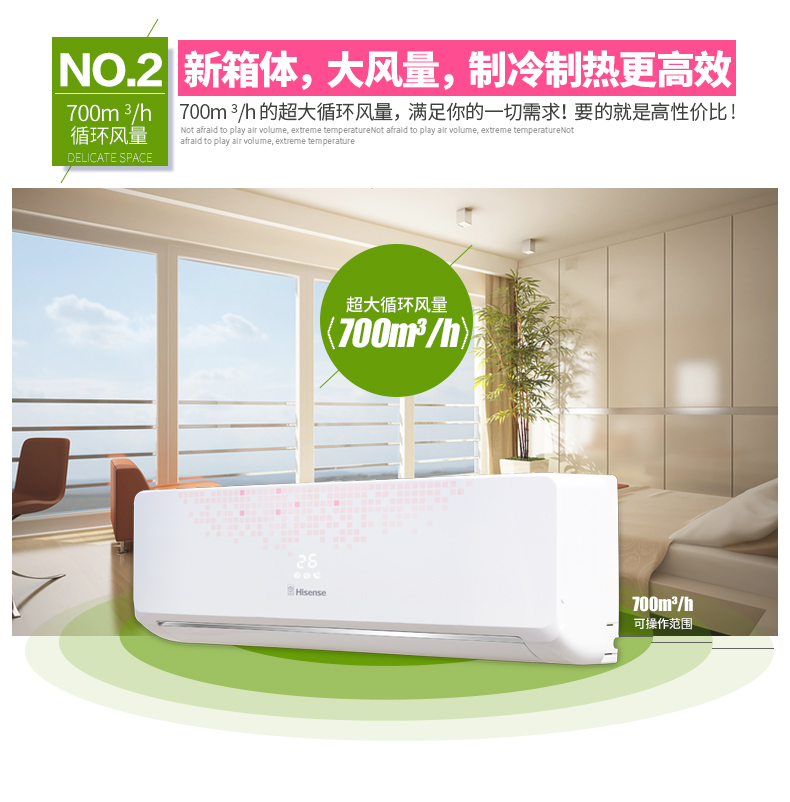 NO.2
700m ³/h
循环风量
DELICATE SPACE
新箱体，大风量，制冷制热更高效
700m ³/h 的超大循环风量，满足你的一切需求！要的就是高性价比！
Not afraid to play air volume, extreme temperatureNot afraid to play air volume, extreme temperatureNot
afraid to play air volume, extreme temperature
超大循环风量
〈700m³/h〉
26
Hisense
700m³/h
可操作范围